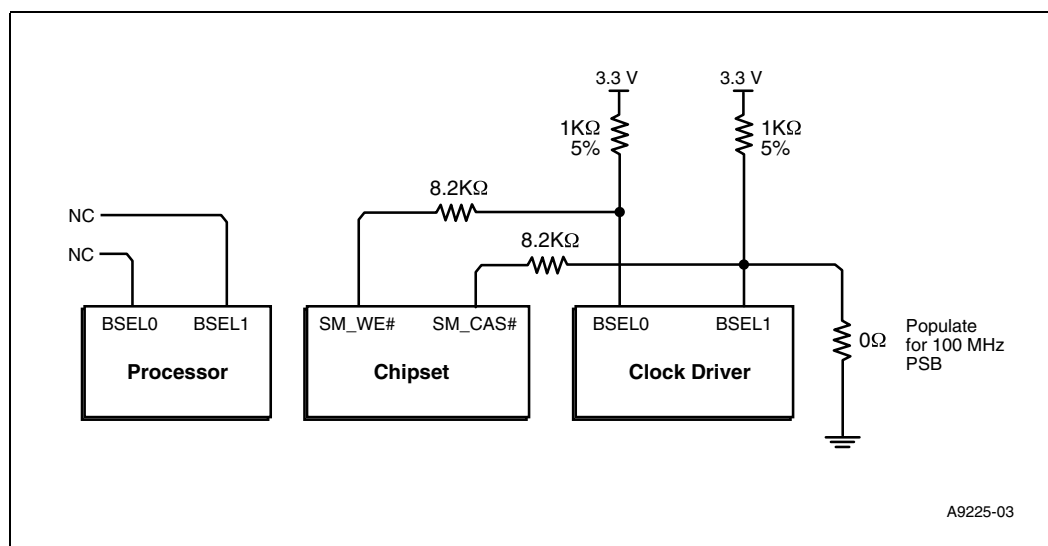 3.3 V
3.3 V
1KΩ
5%
1KΩ
5%
8.2KΩ
NC
8.2KΩ
NC
BSEL0
BSEL1
SM_WE#
SM_CAS#
BSEL0
BSEL1
0Ω
Populate
for 100 MHz
PSB
Processor
Chipset
Clock Driver
A9225-03